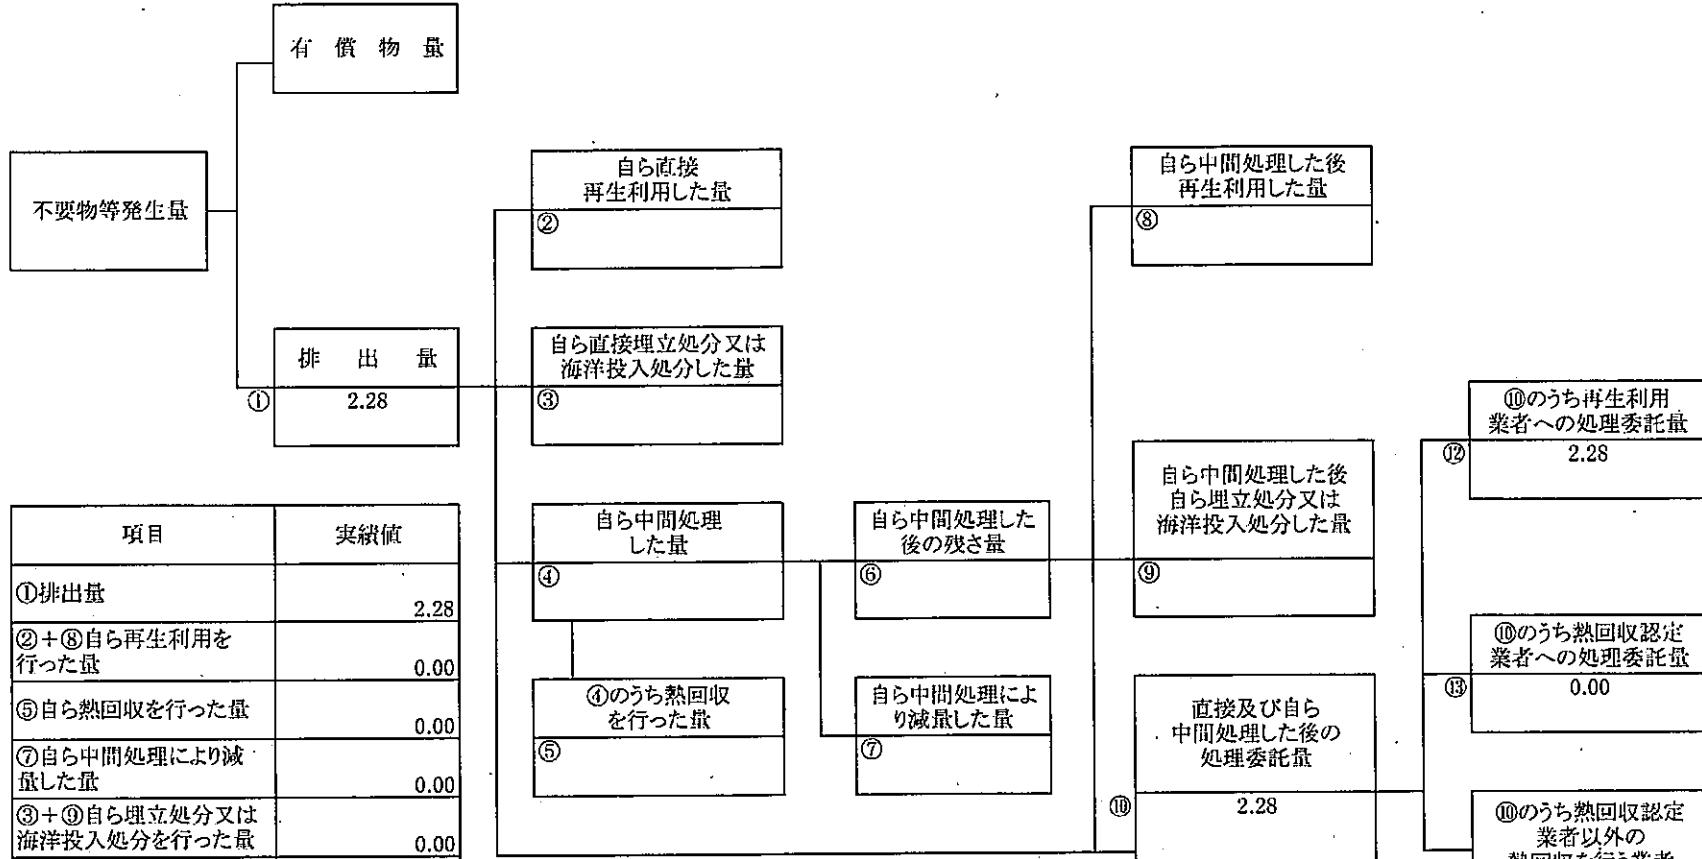 有償物量
不要物等発生量
自ら直接
再生利用した量
②
自ら中間処理した後
再生利用した量
⑧
排出量
①
2.28
自ら直接埋立処分又は
海洋投入処分した量
③
⑩のうち再生利用
業者への処理委託量
⑫
2.28
自ら中間処理した後
自ら埋立処分又は
海洋投入処分した量
⑨
自ら中間処理
した量
④
自ら中間処理した
後の残さ量
⑥
⑩のうち熱回収認定
業者への処理委託量
⑬
0.00
④のうち熱回収
を行った量
⑤
自ら中間処理によ
り減量した量
⑦
直接及び自ら
中間処理した後の
処理委託量
⑩
2.28
⑩のうち熱回収認定
業者以外の
熱回収を行う業者
項目 実績値
①排出量 2.28
②+⑧自ら再生利用を
行った量 0.00
⑤自ら熱回収を行った量 0.00
⑦自ら中間処理により減
量した量 0.00
③+⑨自ら埋立処分又は
海洋投入処分を行った量 0.00